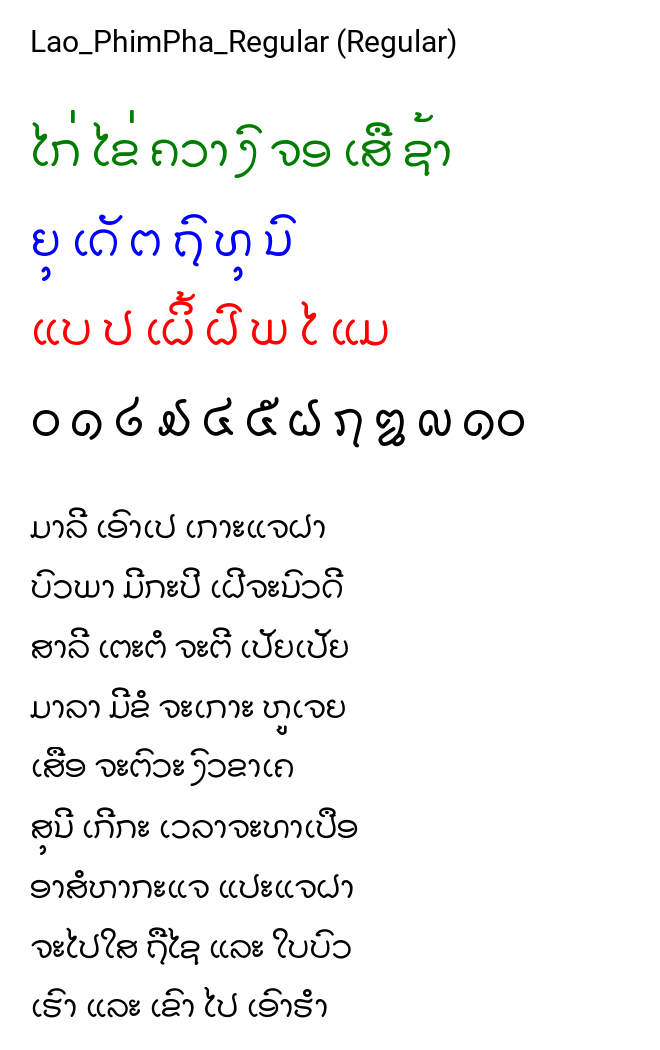 Lao_PhimPha_Regular (Regular)
ໄກ່ ໄຂ່ ຄວາງົ ຈອ ເສື ຊ້າ
ຍຸ ເດັ ຕ ຖົ ທຸ ນົ
ແບ ປ ເຜິ້ ຝົ ພ ໄ ແມ
໐ ໑ ໒ ໓ ໔ ໕ ໖ ໗ ໘ ໙ ໑໐
ມາລີ ເອົາເປ ເກາະແຈຝາ
ບົວພາ ມີກະປິ ເຝີຈະນົວດີ
ສາລີ ເຕະຕໍ ຈະຕີ ເປັຍເປັຍ
ມາລາ ມີຂໍ ຈະເກາະ ຫູເຈຍ
ເສືອ ຈະຕົວະ ງົວຂາເຄ
ສຸນີ ເກີກະ ເວລາຈະທາເປືອ
ອາສໍຫາກະແຈ ແປະແຈຝາ
ຈະໄປໃສ ຖືໄຊ ແລະ ໃບບົວ
ເຮົາ ແລະ ເຂົາ ໄປ ເອົາຮໍາ